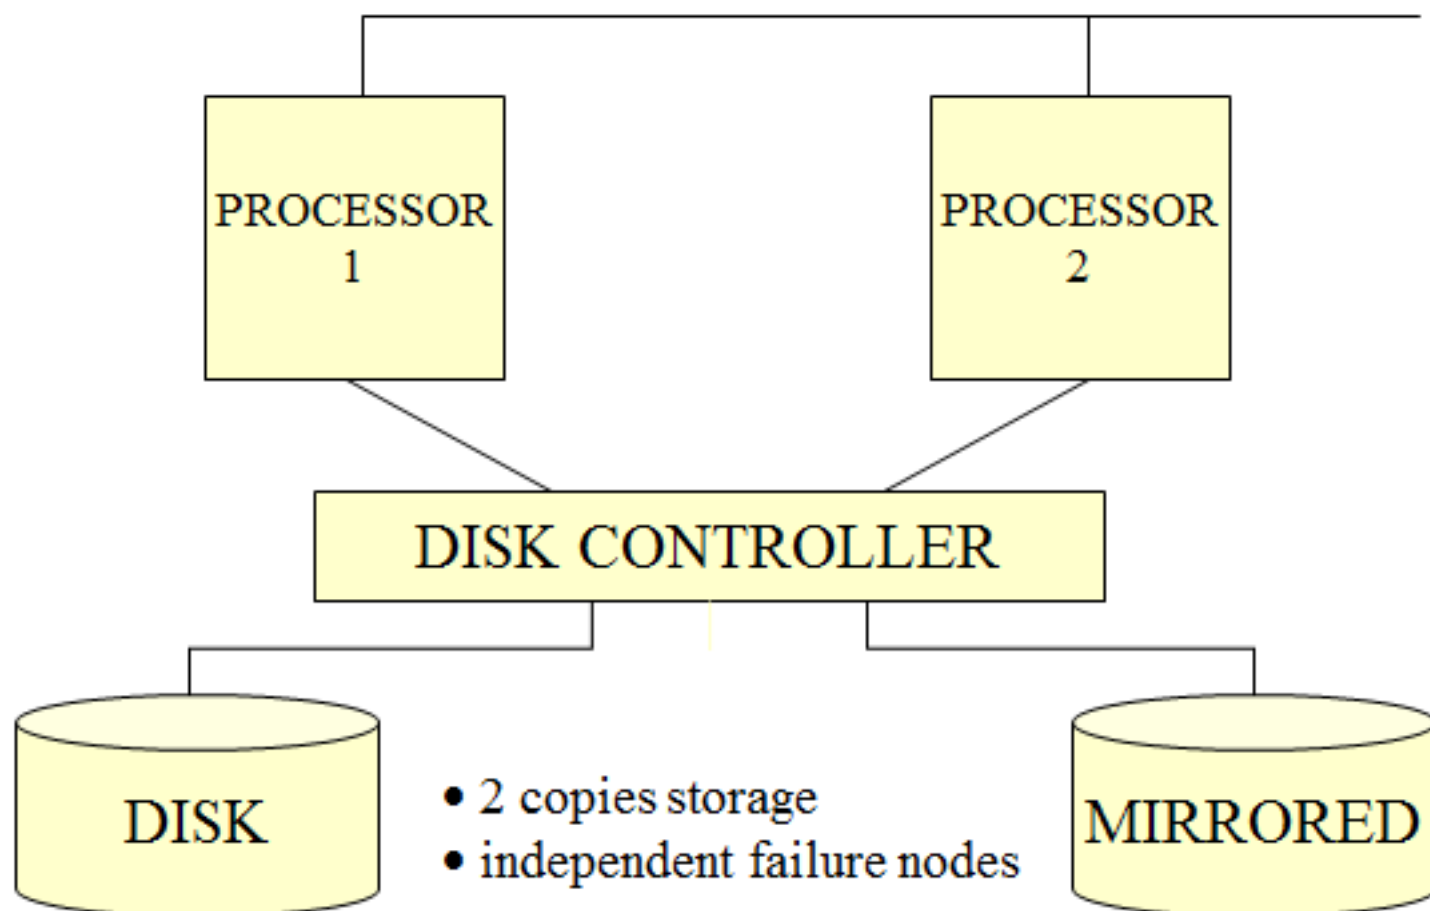 PROCESSOR
1
PROCESSOR
2
DISK CONTROLLER
DISK
• 2 copies storage
• independent failure nodes
MIRRORED